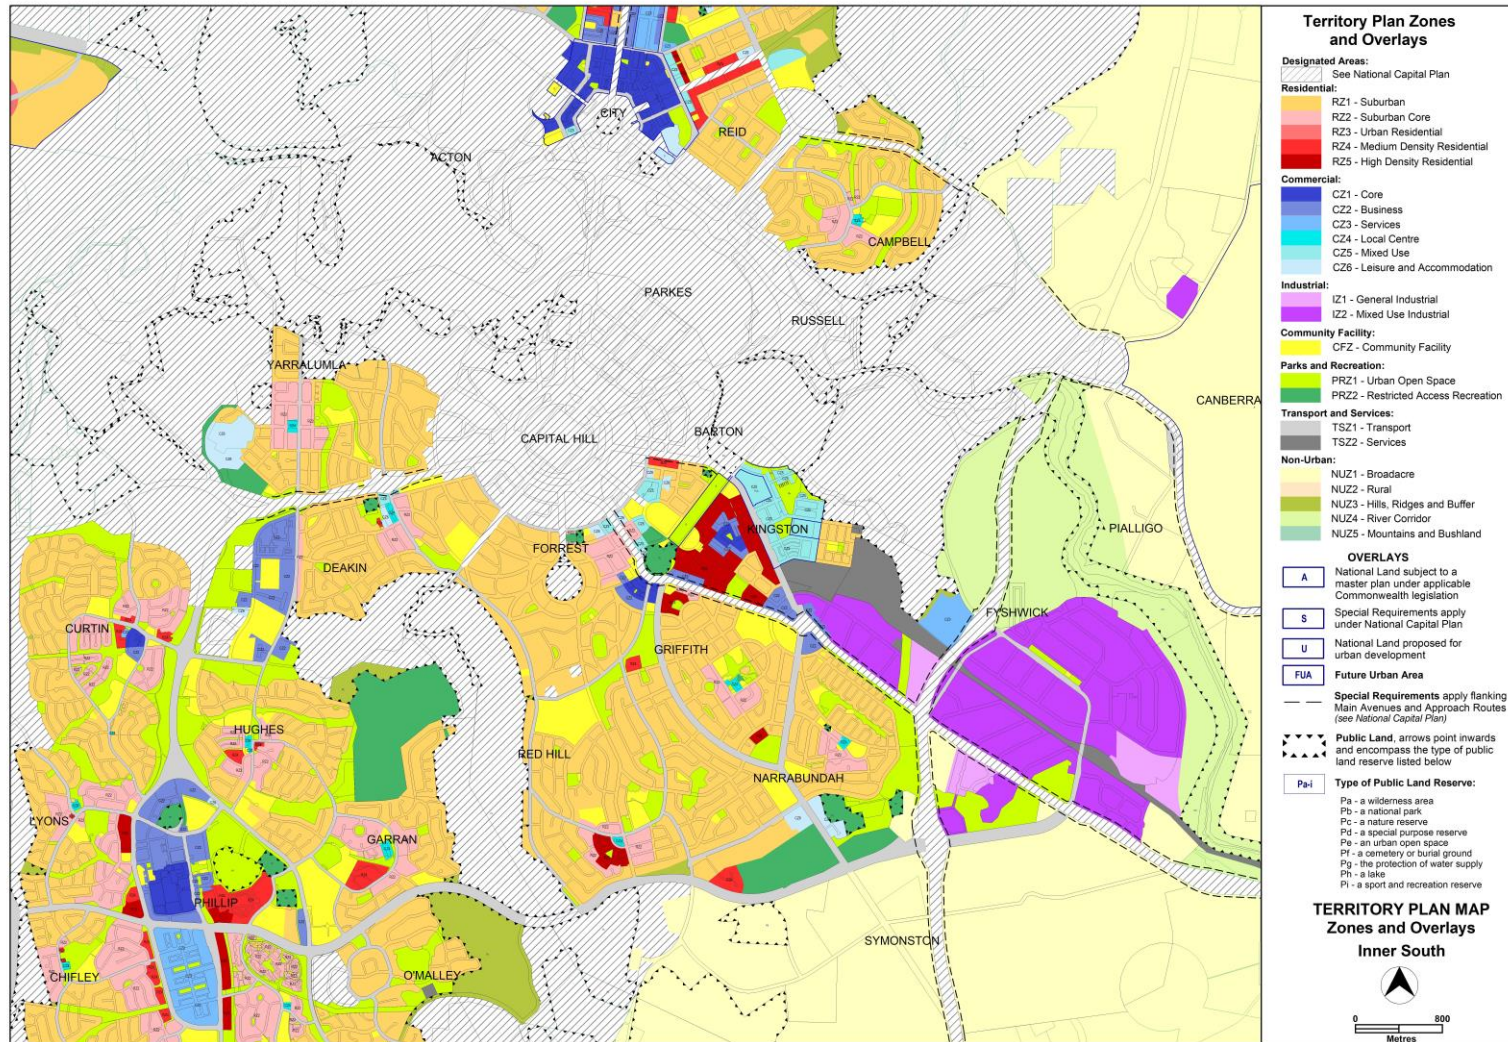 CITY
REID
ACTON
CAMPBELL
PARKES
RUSSELL
YARRALUMLA
CANBERRA
CAPITAL HILL
BARTON
KINGSTON
PIALLIGO
FORREST
DEAKIN
FYSHWICK
CURTIN
GRIFFITH
HUGHES
RED HILL
NARRABUNDAH
LYONS
GARRAN
PHILLIP
SYMONSTON
CHIFLEY
O'MALLEY
Territory Plan Zones
and Overlays
Designated Areas:
See National Capital Plan
Residential:
RZ1 - Suburban
RZ2 - Suburban Core
RZ3 - Urban Residential
RZ4 - Medium Density Residential
RZ5 - High Density Residential
Commercial:
CZ1 - Core
CZ2 - Business
CZ3 - Services
CZ4 - Local Centre
CZ5 - Mixed Use
CZ6 - Leisure and Accommodation
Industrial:
IZ1 - General Industrial
IZ2 - Mixed Use Industrial
Community Facility:
CFZ - Community Facility
Parks and Recreation:
PRZ1 - Urban Open Space
PRZ2 - Restricted Access Recreation
Transport and Services:
TSZ1 - Transport
TSZ2 - Services
Non-Urban:
NUZ1 - Broadacre
NUZ2 - Rural
NUZ3 - Hills, Ridges and Buffer
NUZ4 - River Corridor
NUZ5 - Mountains and Bushland
OVERLAYS
A National Land subject to a
master plan under applicable
Commonwealth legislation
S Special Requirements apply
under National Capital Plan
U National Land proposed for
urban development
FUA Future Urban Area
Special Requirements apply flanking
Main Avenues and Approach Routes
(see National Capital Plan)
Public Land, arrows point inwards
and encompass the type of public
land reserve listed below
Pa-i Type of Public Land Reserve:
Pa - a wilderness area
Pb - a national park
Pc - a nature reserve
Pd - a special purpose reserve
Pe - an urban open space
Pf - a cemetery or burial ground
Pg - the protection of water supply
Ph - a lake
Pi - a sport and recreation reserve
TERRITORY PLAN MAP
Zones and Overlays
Inner South
0 800
Metres